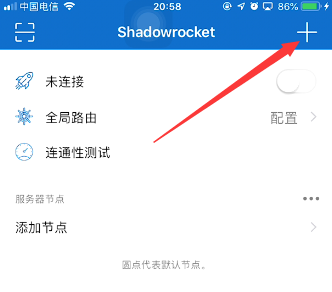 中国电信 20:58 86%
Shadowrocket
未连接
全局路由 配置
连通性测试
服务器节点
添加节点
圆点代表默认节点。